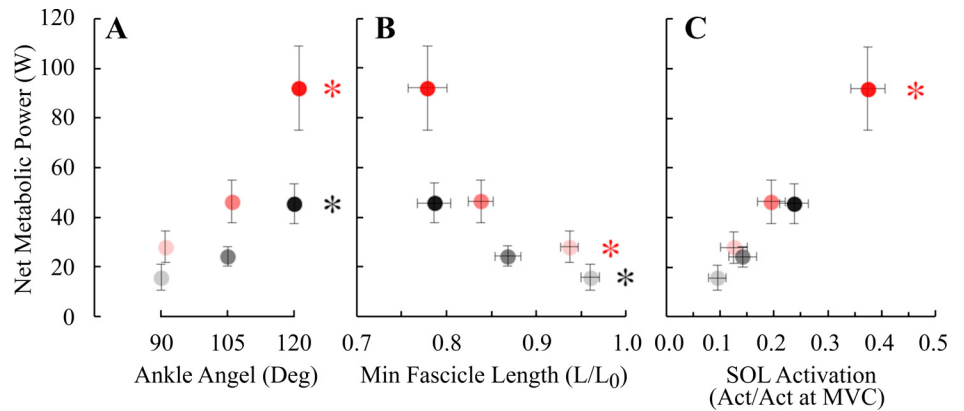 A
B
C
Net Metabolic Power (W)
120
100
80
60
40
20
0
*
*
*
*
*
90 105 120
0.7 0.8 0.9 1.0
0.0 0.1 0.2 0.3 0.4 0.5
Ankle Angel (Deg)
Min Fascicle Length (L/L0)
SOL Activation
(Act/Act at MVC)